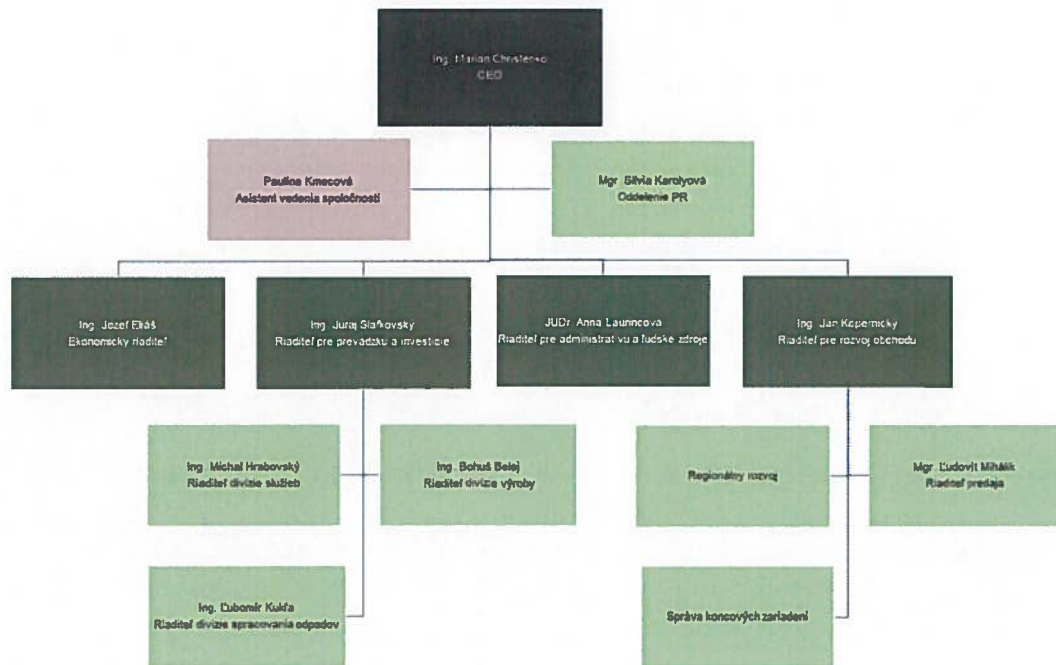 Ing. Marian Christenko
CEO
Paulína Kmecová
Asistent vedenia spoločnosti
Mgr. Silvia Karolyová
Oddelenie PR
Ing. Jozef Eliáš
Ekonomický riaditeľ
Ing. Juraj Slafkovský
Riaditeľ pre prevádzku a investície
JUDr. Anna Laurincová
Riaditeľ pre administratívu a ľudské zdroje
Ing. Ján Kopernický
Riaditeľ pre rozvoj obchodu
Ing. Michal Hrabovský
Riaditeľ divízie služieb
Ing. Bohuš Belej
Riaditeľ divízie výroby
Regionálny rozvoj
Mgr. Ľudovít Mihálik
Riaditeľ predaja
Ing. Ľubomír Kukľa
Riaditeľ divízie spracovania odpadov
Správa koncových zariadení